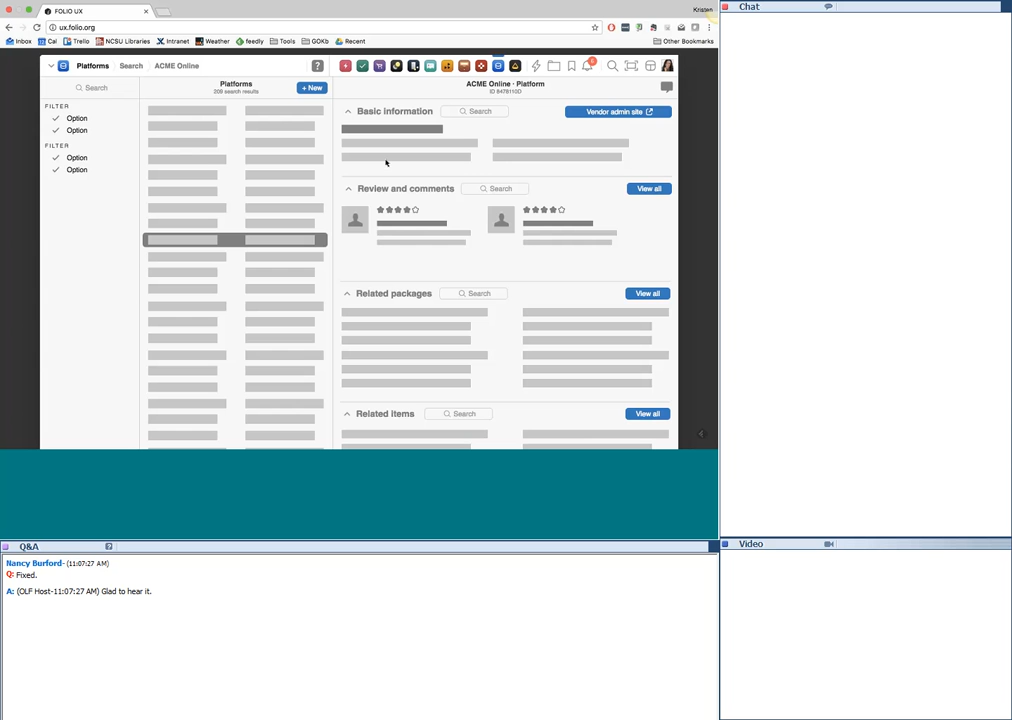 FOLIO UX
Kristen
ux.folio.org
Inbox
Cal
Trello
NCSU Libraries
Intranet
Weather
feedly
Tools
GOKb
Recent
Other Bookmarks
Platforms
Search
ACME Online
Search
Platforms
209 search results
+ New
ACME Online · Platform
FILTER
Option
Option
FILTER
Option
Option
Basic information
Search
Vendor admin site
Review and comments
Search
View all
Related packages
Search
View all
Related items
Search
View all
Chat
Video
Q&A
Nancy Burford- (11:07:27 AM)
Q: Fixed.
A: (OLF Host-11:07:27 AM) Glad to hear it.